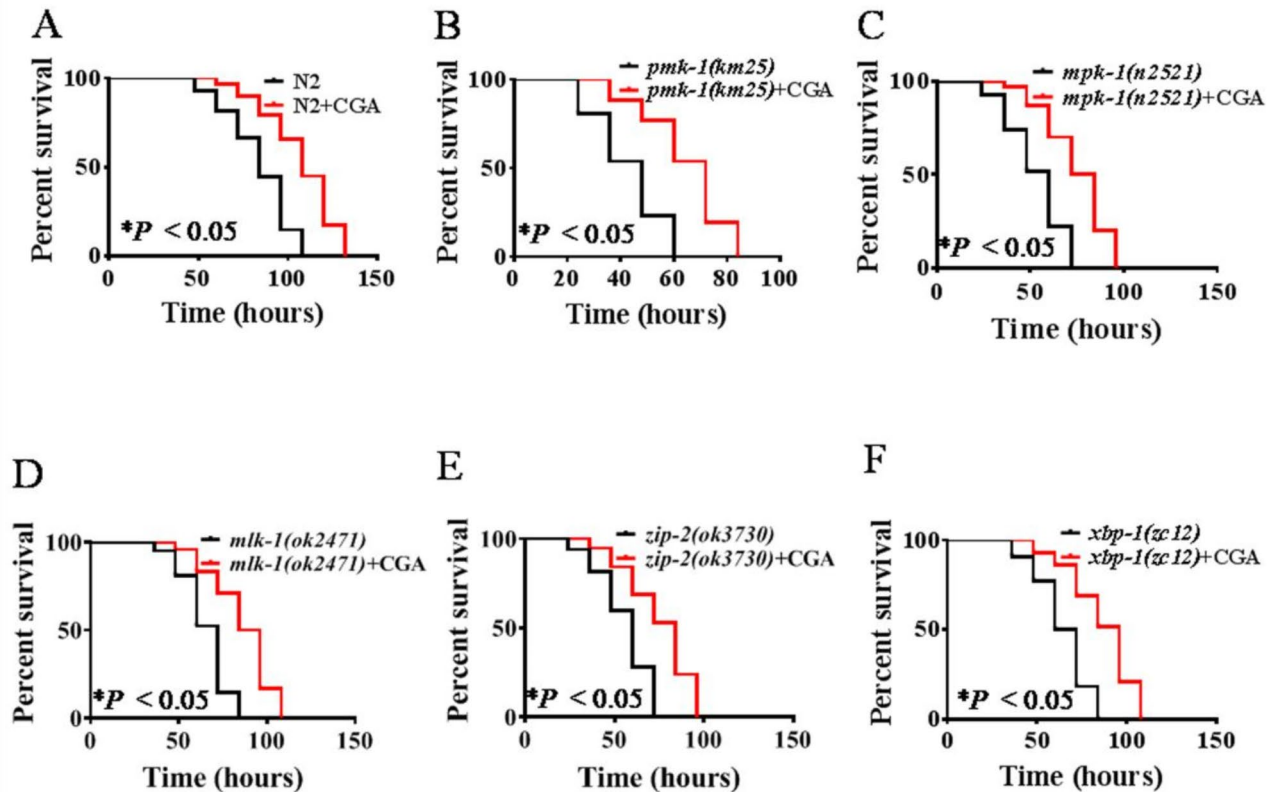 A
B
C
Percent survival
100
50
0
N2
N2+CGA
*P < 0.05
0 50 100 150
Time (hours)
Percent survival
100
50
0
pmk-1(km25)
pmk-1(km25)+CGA
*P < 0.05
0 20 40 60 80 100
Time (hours)
Percent survival
100
50
0
mpk-1(n2521)
mpk-1(n2521)+CGA
*P < 0.05
0 50 100 150
Time (hours)
D
E
F
Percent survival
100
50
0
mlk-1(ok2471)
mlk-1(ok2471)+CGA
*P < 0.05
0 50 100 150
Time (hours)
Percent survival
100
50
0
zip-2(ok3730)
zip-2(ok3730)+CGA
*P < 0.05
0 50 100 150
Time (hours)
Percent survival
100
50
0
xbp-1(zc12)
xbp-1(zc12)+CGA
*P < 0.05
0 50 100 150
Time (hours)